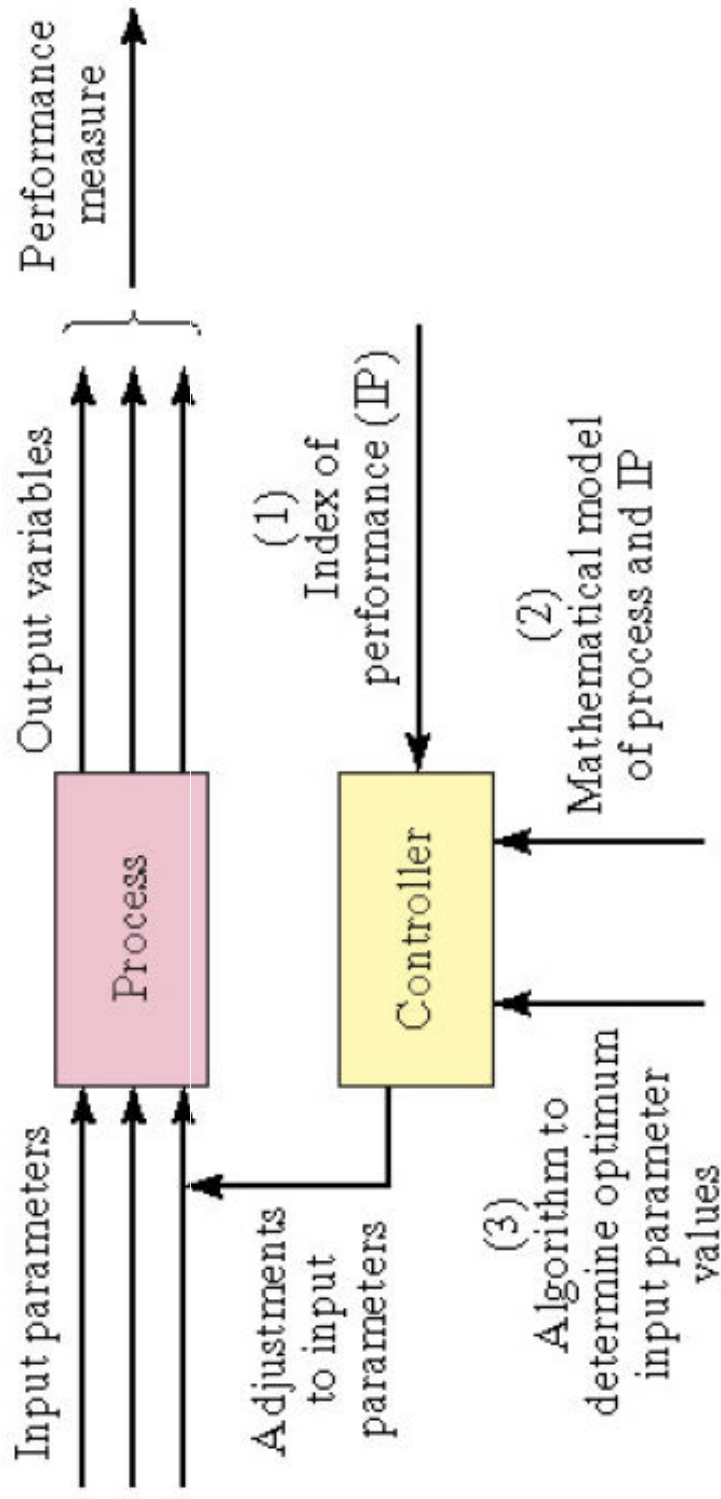 Input parameters
Process
Output variables
Performance
measure
Adjustments
to input
parameters
Controller
(1)
Index of
performance (IP)
(2)
Mathematical model
of process and IP
(3)
Algorithm to
determine optimum
input parameter
values